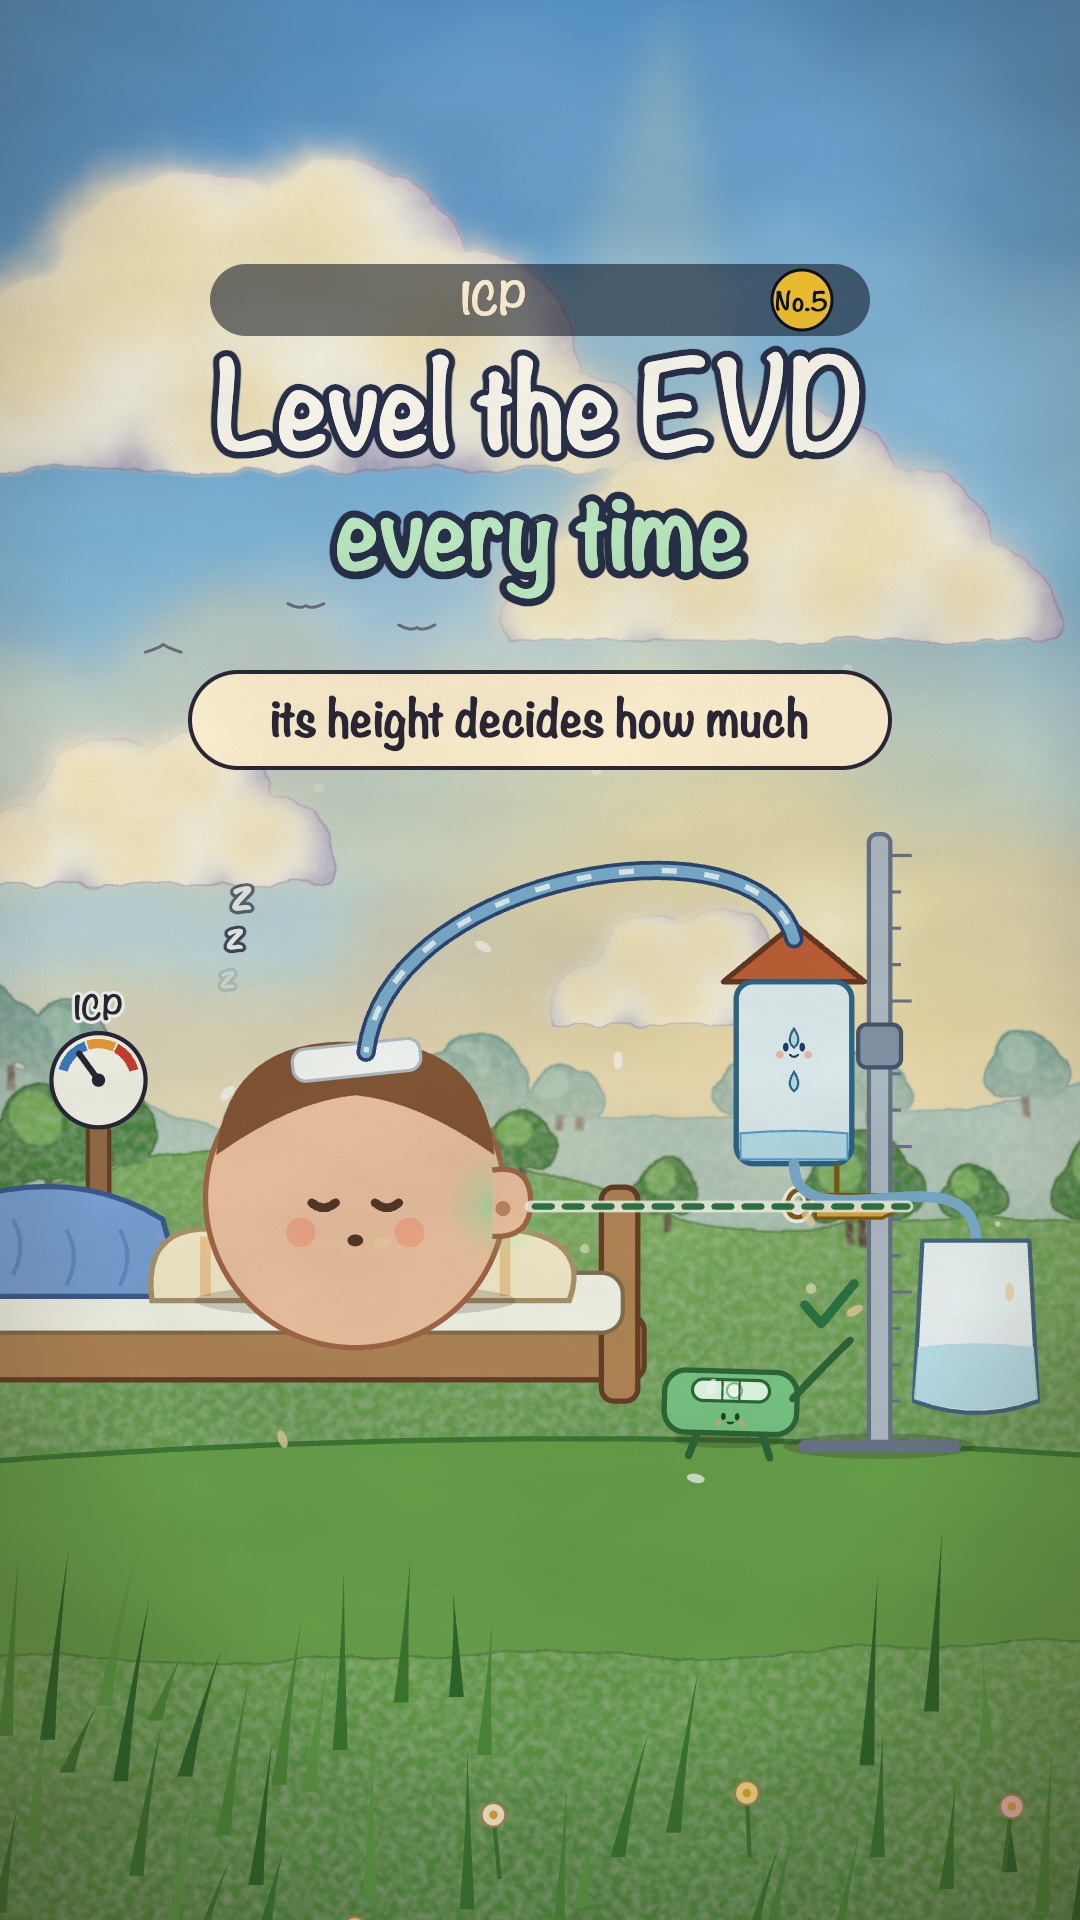 ICP
No.5
Level the EVD
every time
its height decides how much
z
z
z
ICP